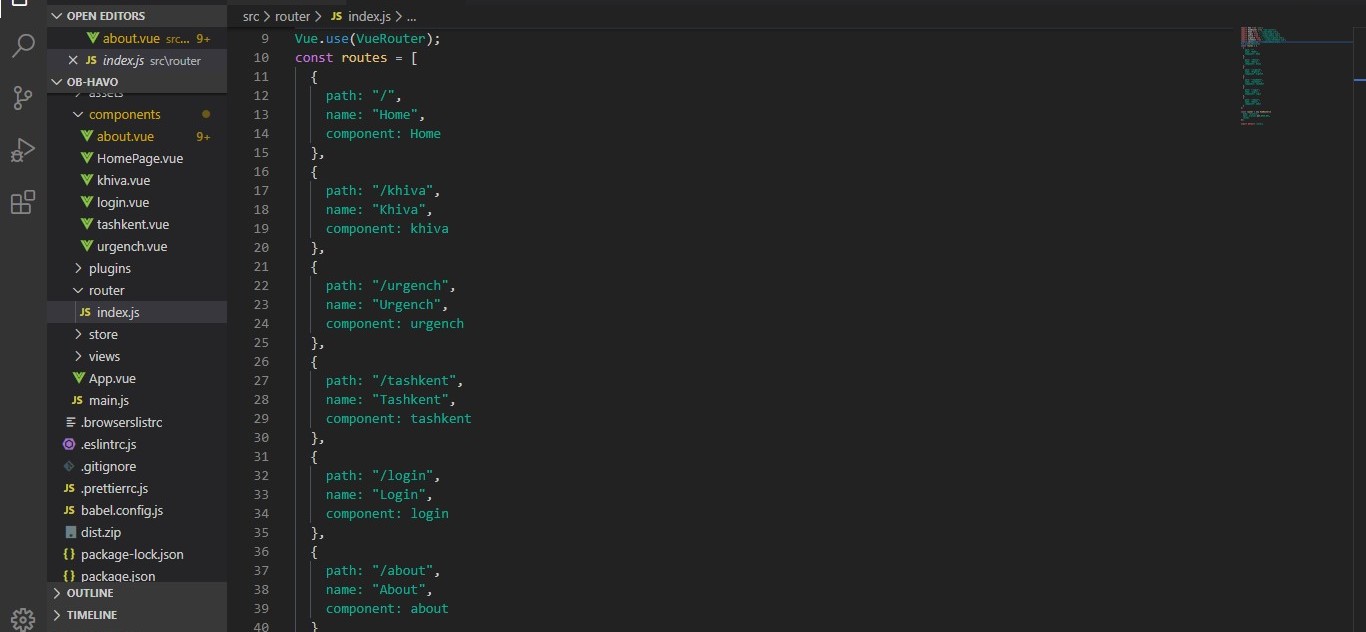 OPEN EDITORS
about.vue src... 9+
JS index.js src\router
OB-HAVO
assets
components
about.vue 9+
HomePage.vue
khiva.vue
login.vue
tashkent.vue
urgench.vue
plugins
router
JS index.js
store
views
App.vue
JS main.js
.browserslistrc
.eslintrc.js
.gitignore
JS .prettierrc.js
JS babel.config.js
dist.zip
{} package-lock.json
{} package.json
OUTLINE
TIMELINE
src > router > JS index.js > ...
9 Vue.use(VueRouter);
10 const routes = [
11 {
12 path: "/",
13 name: "Home",
14 component: Home
15 },
16 {
17 path: "/khiva",
18 name: "Khiva",
19 component: khiva
20 },
21 {
22 path: "/urgench",
23 name: "Urgench",
24 component: urgench
25 },
26 {
27 path: "/tashkent",
28 name: "Tashkent",
29 component: tashkent
30 },
31 {
32 path: "/login",
33 name: "Login",
34 component: login
35 },
36 {
37 path: "/about",
38 name: "About",
39 component: about
40 }